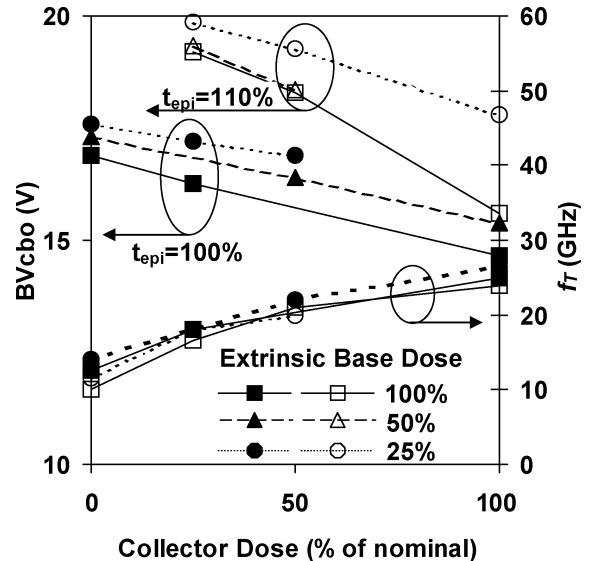 20
60
50
t_epi=110%
40
15
30
t_epi=100%
20
10
10
0
BVcbo (V)
f_T (GHz)
Extrinsic Base Dose
100%
50%
25%
0
50
100
Collector Dose (% of nominal)